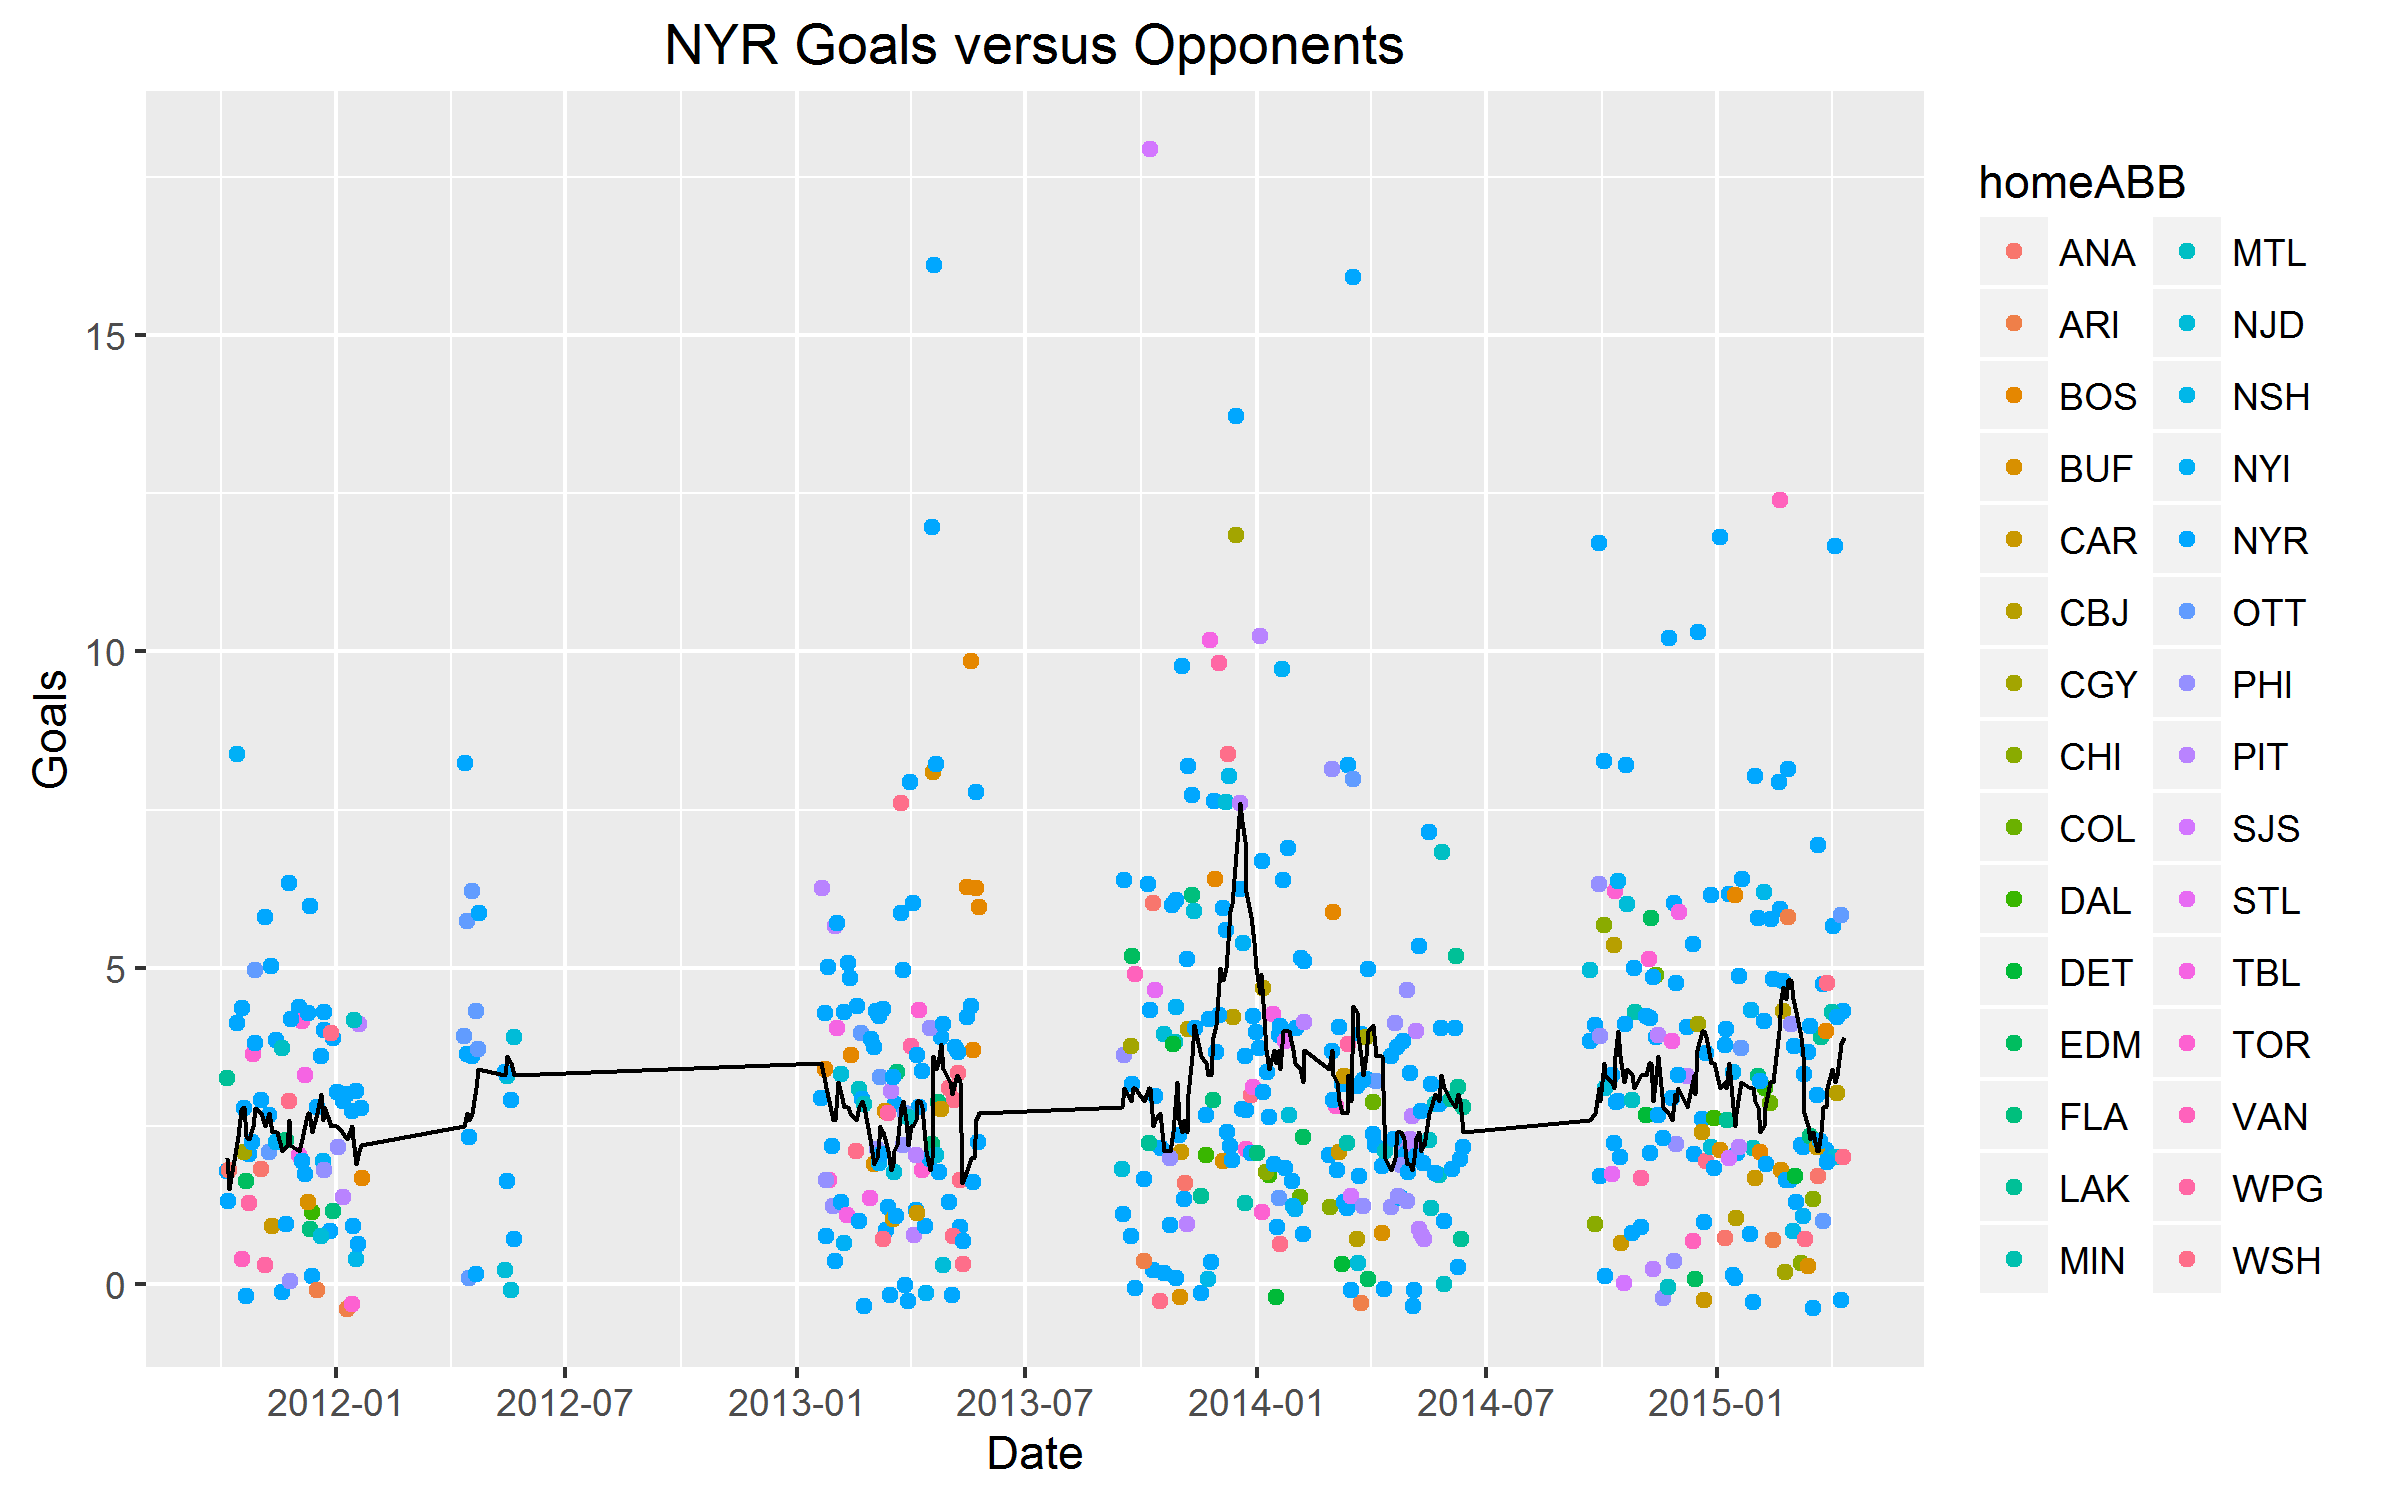 NYR Goals versus Opponents
Goals
15
10
5
0
2012-01 2012-07 2013-01 2013-07 2014-01 2014-07 2015-01
Date
homeABB
ANA MTL
ARI NJD
BOS NSH
BUF NYI
CAR NYR
CBJ OTT
CGY PHI
CHI PIT
COL SJS
DAL STL
DET TBL
EDM TOR
FLA VAN
LAK WPG
MIN WSH